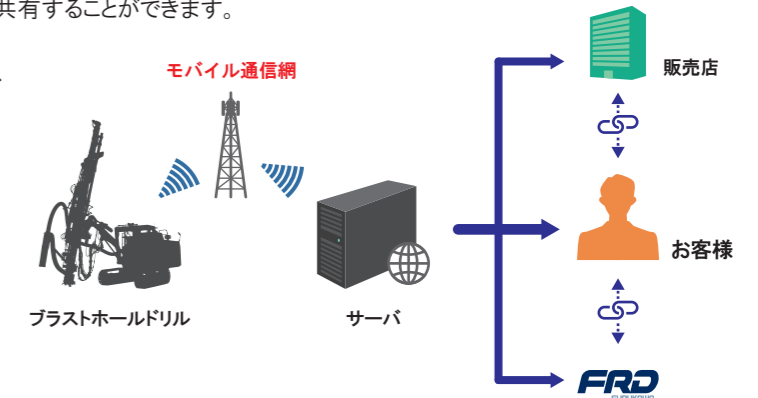 共有することができます。
モバイル通信網
販売店
お客様
ブラストホールドリル
サーバ
FRD